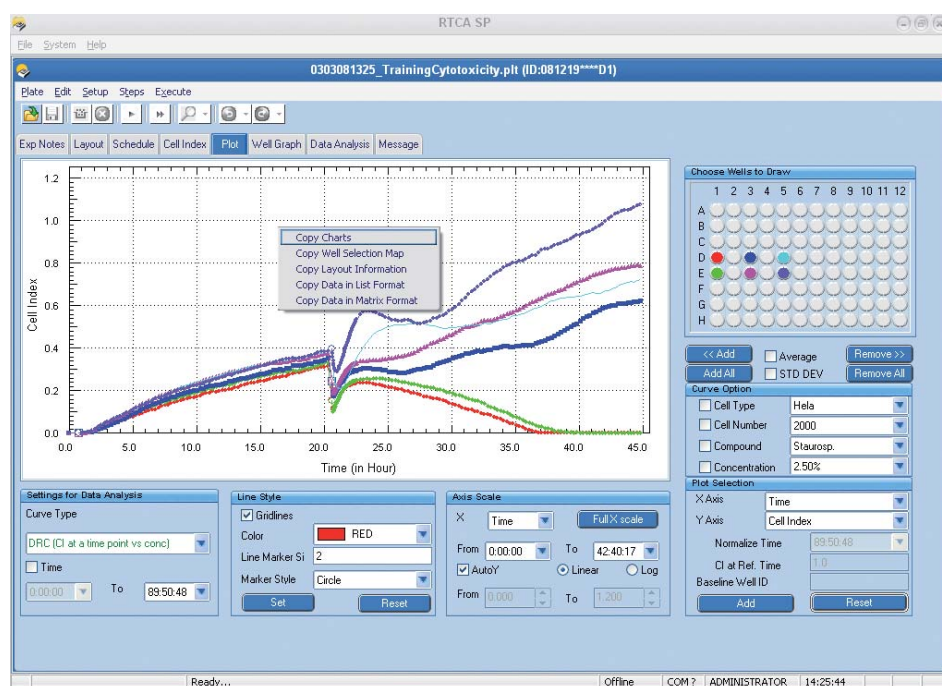 RTCA SP
File System Help
0303081325_TrainingCytotoxicity.plt (ID:081219****D1)
Plate Edit Setup Steps Execute
Exp Notes Layout Schedule Cell Index Plot Well Graph Data Analysis Message
1.2
1.0
0.8
0.6
0.4
0.2
0.0
Cell Index
0.0 5.0 10.0 15.0 20.0 25.0 30.0 35.0 40.0 45.0
Time (in Hour)
Copy Charts
Copy Well Selection Map
Copy Layout Information
Copy Data in List Format
Copy Data in Matrix Format
Choose Wells to Draw
1 2 3 4 5 6 7 8 9 10 11 12
A
B
C
D
E
F
G
H
<< Add Average Remove >>
Add All STD DEV Remove All
Curve Option
Cell Type Hela
Cell Number 2000
Compound Staurosp.
Concentration 2.50%
Plot Selection
X Axis Time
Y Axis Cell Index
Normalize Time 89:50:48
CI at Ref. Time 1.0
Baseline Well ID
Add Reset
Settings for Data Analysis
Curve Type
DRC (CI at a time point vs conc)
Time
0:00:00 To 89:50:48
Line Style
Gridlines
Color RED
Line Marker Si 2
Marker Style Circle
Set Reset
Axis Scale
X Time Full X scale
From 0:00:00 To 42:40:17
AutoY Linear Log
From 0.000 To 1.200
Ready... Offline COM ? ADMINISTRATOR 14:25:44